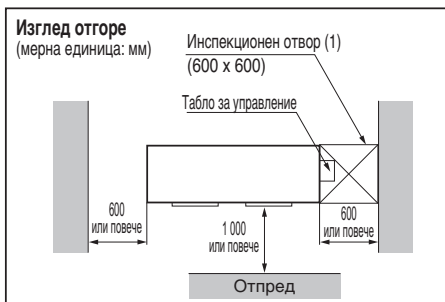 Изглед отгоре
(мерна единица: мм)
Инспекционен отвор (1)
(600 x 600)
Табло за управление
600
или повече
1 000
или повече
600
или повече
Отпред